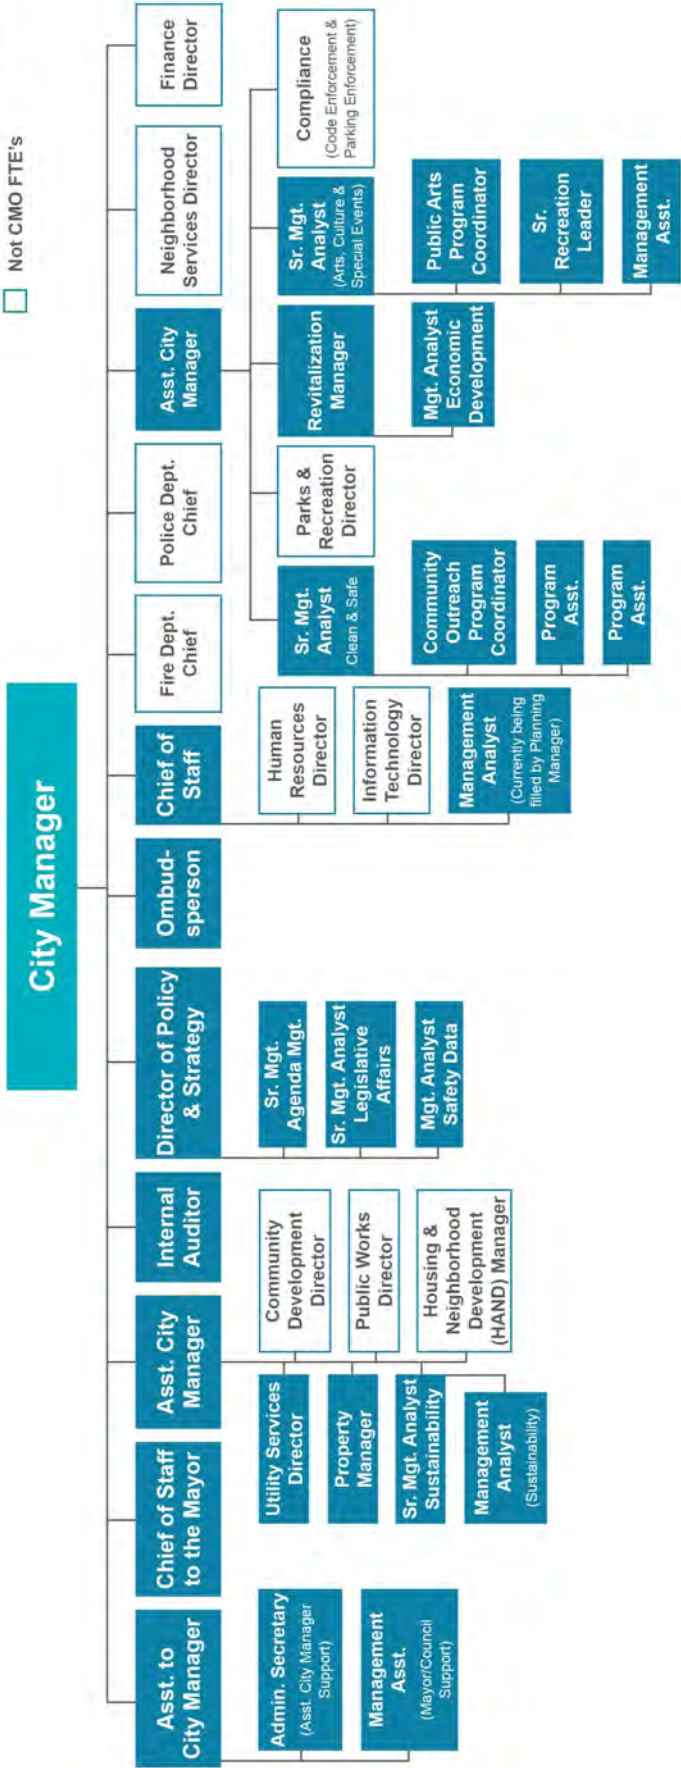 City Manager
Not CMO FTE's
Asst. to
City Manager
Chief of Staff
to the Mayor
Asst. City
Manager
Internal
Auditor
Director of Policy
& Strategy
Ombud-
sperson
Chief of
Staff
Fire Dept.
Chief
Police Dept.
Chief
Asst. City
Manager
Neighborhood
Services Director
Finance
Director
Admin. Secretary
(Asst. City Manager
Support)
Management
Asst.
(Mayor/Council
Support)
Utility Services
Director
Property
Manager
Sr. Mgt. Analyst
Sustainability
Management
Analyst
(Sustainability)
Community
Development
Director
Public Works
Director
Housing &
Neighborhood
Development
(HAND) Manager
Sr. Mgt.
Agenda Mgt.
Sr. Mgt. Analyst
Legislative
Affairs
Mgt. Analyst
Safety Data
Human
Resources
Director
Information
Technology
Director
Management
Analyst
(Currently being
filled by Planning
Manager)
Sr. Mgt.
Analyst
Clean & Safe
Community
Outreach
Program
Coordinator
Program
Asst.
Program
Asst.
Parks &
Recreation
Director
Revitalization
Manager
Mgt. Analyst
Economic
Development
Sr. Mgt.
Analyst
(Arts, Culture &
Special Events)
Public Arts
Program
Coordinator
Sr.
Recreation
Leader
Management
Asst.
Compliance
(Code Enforcement &
Parking Enforcement)